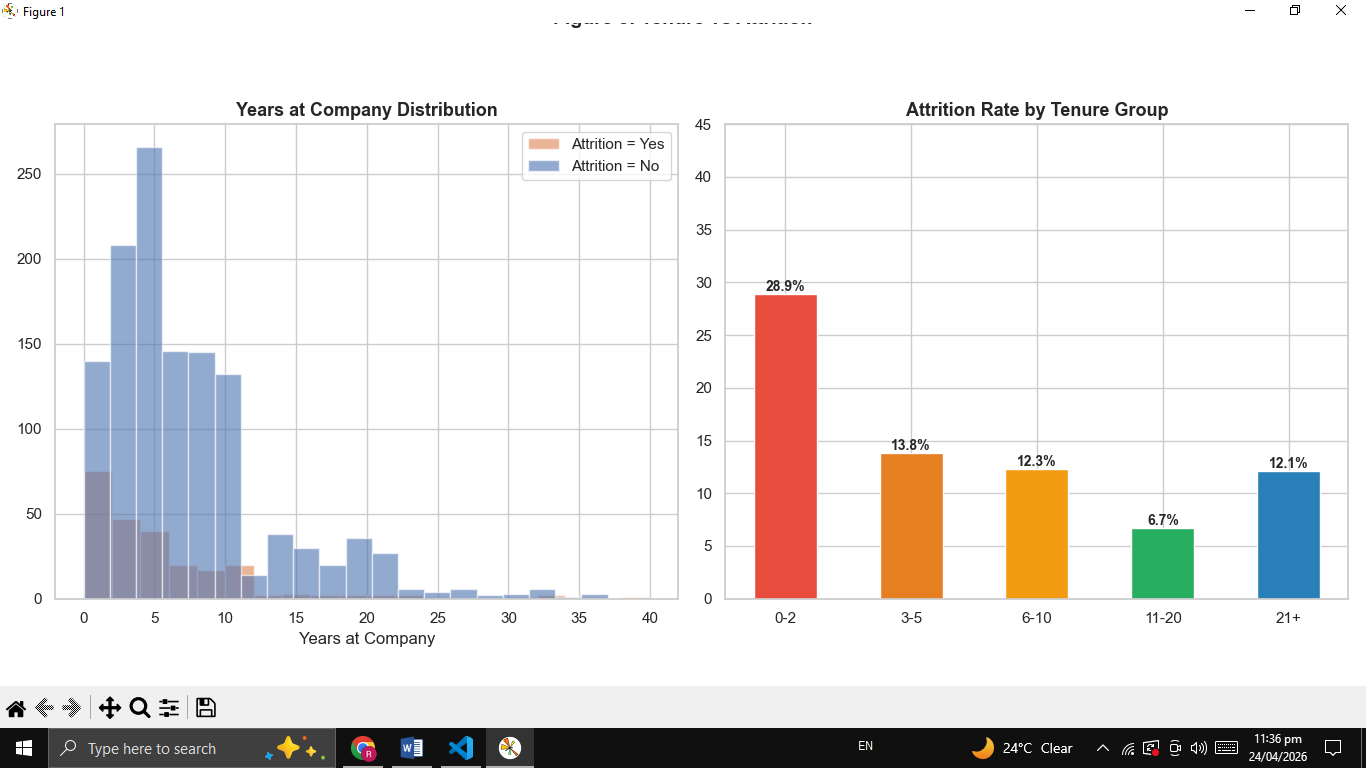 Figure 1
Years at Company Distribution
Attrition = Yes
Attrition = No
250
200
150
100
50
0
0 5 10 15 20 25 30 35 40
Years at Company
Attrition Rate by Tenure Group
45
40
35
30
25
20
15
10
5
0
28.9%
13.8%
12.3%
6.7%
12.1%
0-2 3-5 6-10 11-20 21+
Type here to search
EN
24°C Clear
11:36 pm
24/04/2026